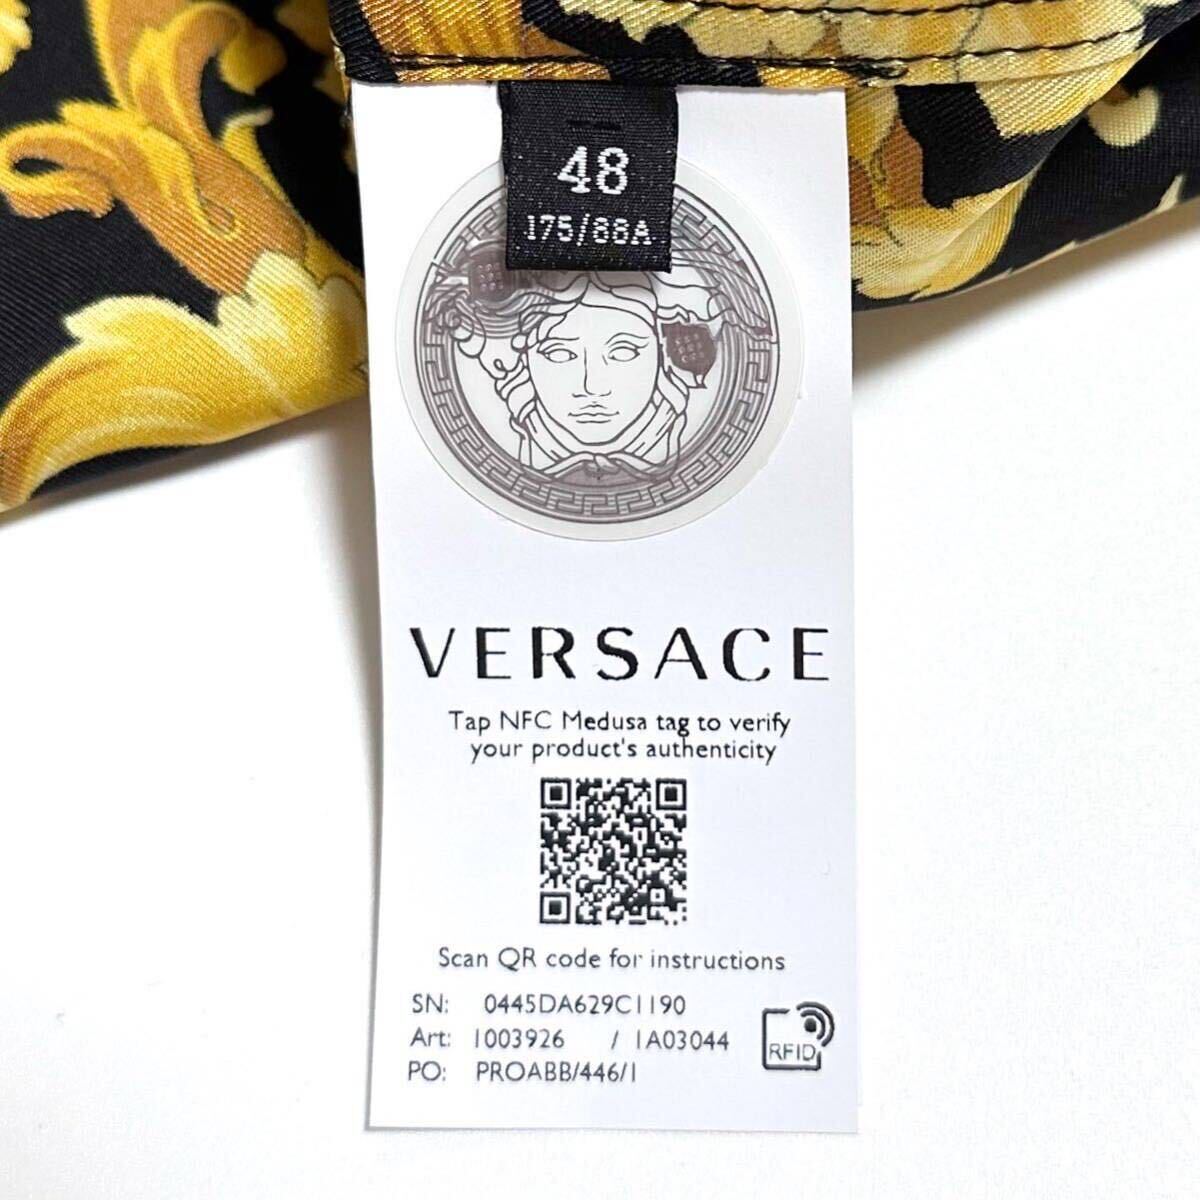 48
175/88A
VERSACE
Tap NFC Medusa tag to verify
your product's authenticity
Scan QR code for instructions
SN: 0445DA629C1190
Art: 1003926 / 1A03044
PO: PROABB/446/1
RFID